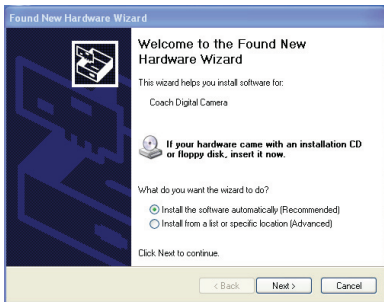 Found New Hardware Wizard
Welcome to the Found New
Hardware Wizard
This wizard helps you install software for:
Coach Digital Camera
If your hardware came with an installation CD
or floppy disk, insert it now.
What do you want the wizard to do?
Install the software automatically (Recommended)
Install from a list or specific location (Advanced)
Click Next to continue.
< Back Next > Cancel